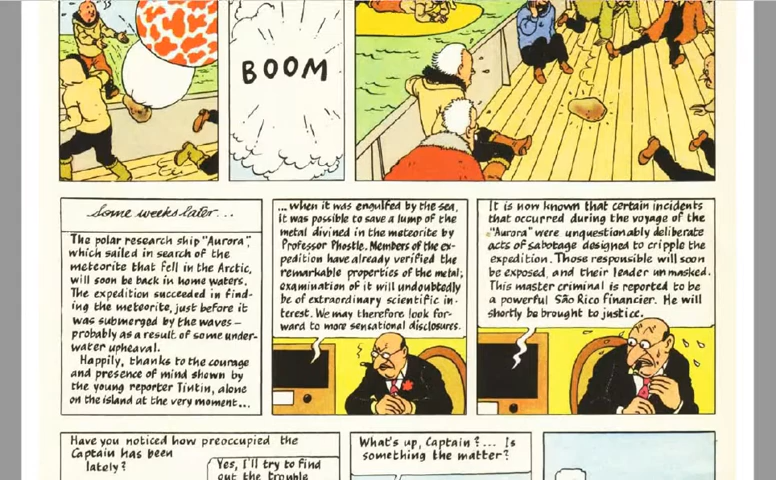 BOOM
Some weeks later...
The polar research ship "Aurora",
which sailed in search of the
meteorite that fell in the Arctic,
will soon be back in home waters.
The expedition succeeded in find-
ing the meteorite, just before it
was submerged by the waves –
probably as a result of some under-
water upheaval.
Happily, thanks to the courage
and presence of mind shown by
the young reporter Tintin, alone
on the island at the very moment...
... when it was engulfed by the sea,
it was possible to save a lump of the
metal divined in the meteorite by
Professor Phostle. Members of the ex-
pedition have already verified the
remarkable properties of the metal;
examination of it will undoubtedly
be of extraordinary scientific in-
terest. We may therefore look for-
ward to more sensational disclosures.
It is now known that certain incidents
that occurred during the voyage of the
"Aurora" were unquestionably deliberate
acts of sabotage designed to cripple the
expedition. Those responsible will soon
be exposed, and their leader unmasked.
This master criminal is reported to be
a powerful São Rico financier. He will
shortly be brought to justice.
Have you noticed how preoccupied the
Captain has been
lately?
Yes, I'll try to find
out the trouble
What's up, Captain?... Is
something the matter?